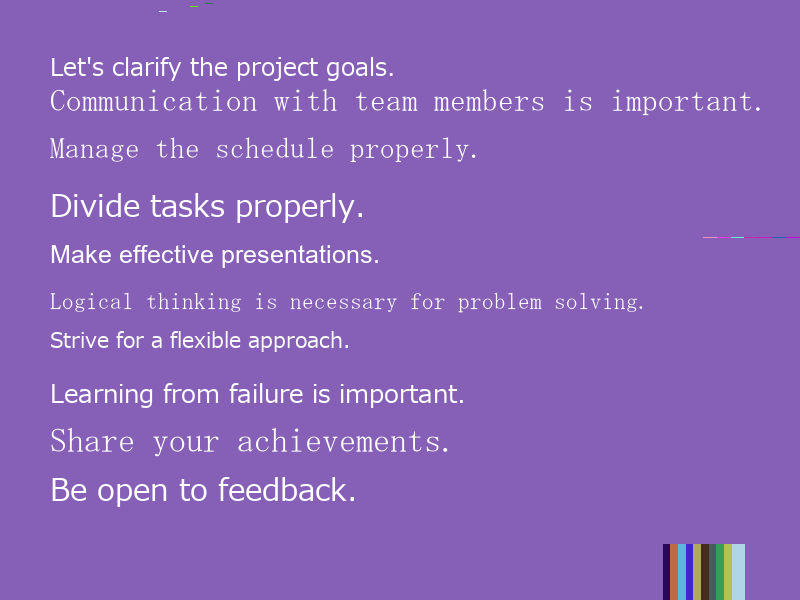 Let's clarify the project goals.
Communication with team members is important.
Manage the schedule properly.
Divide tasks properly.
Make effective presentations.
Logical thinking is necessary for problem solving.
Strive for a flexible approach.
Learning from failure is important.
Share your achievements.
Be open to feedback.